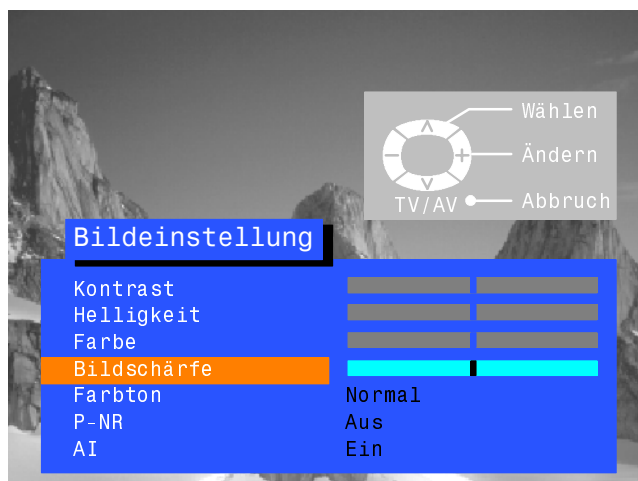 Wählen
Ändern
TV/AV Abbruch
Bildeinstellung
Kontrast
Helligkeit
Farbe
Bildschärfe
Farbton Normal
P-NR Aus
AI Ein